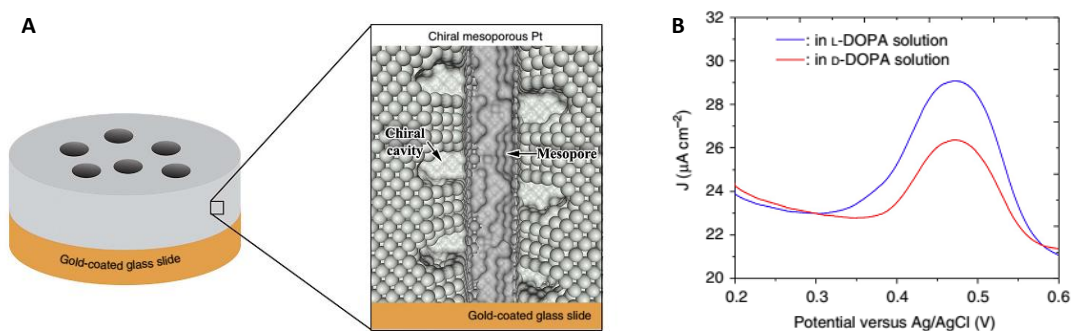 A
Chiral mesoporous Pt
Chiral
cavity
Mesopore
Gold-coated glass slide
Gold-coated glass slide
B
: in L-DOPA solution
: in D-DOPA solution
J (μA cm⁻²)
32
30
28
26
24
22
20
0.2 0.3 0.4 0.5 0.6
Potential versus Ag/AgCl (V)